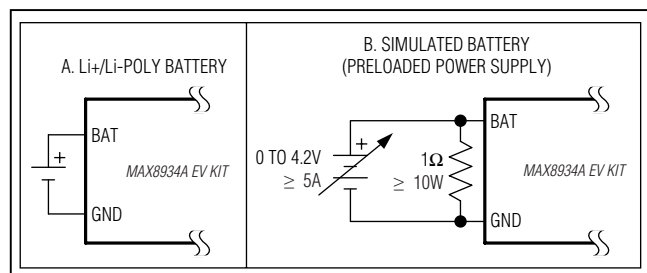 A. Li+/Li-POLY BATTERY
BAT
+
MAX8934A EV KIT
GND
B. SIMULATED BATTERY
(PRELOADED POWER SUPPLY)
BAT
+
0 TO 4.2V
≥ 5A
1Ω
≥ 10W
MAX8934A EV KIT
GND